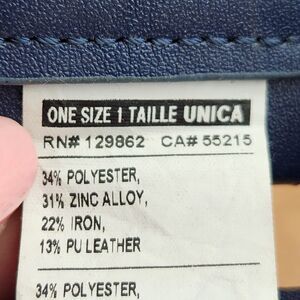 ONE SIZE 1 TAILLE UNICA
RN# 129862 CA# 55215
34% POLYESTER,
31% ZINC ALLOY,
22% IRON,
13% PU LEATHER
34% POLYESTER,